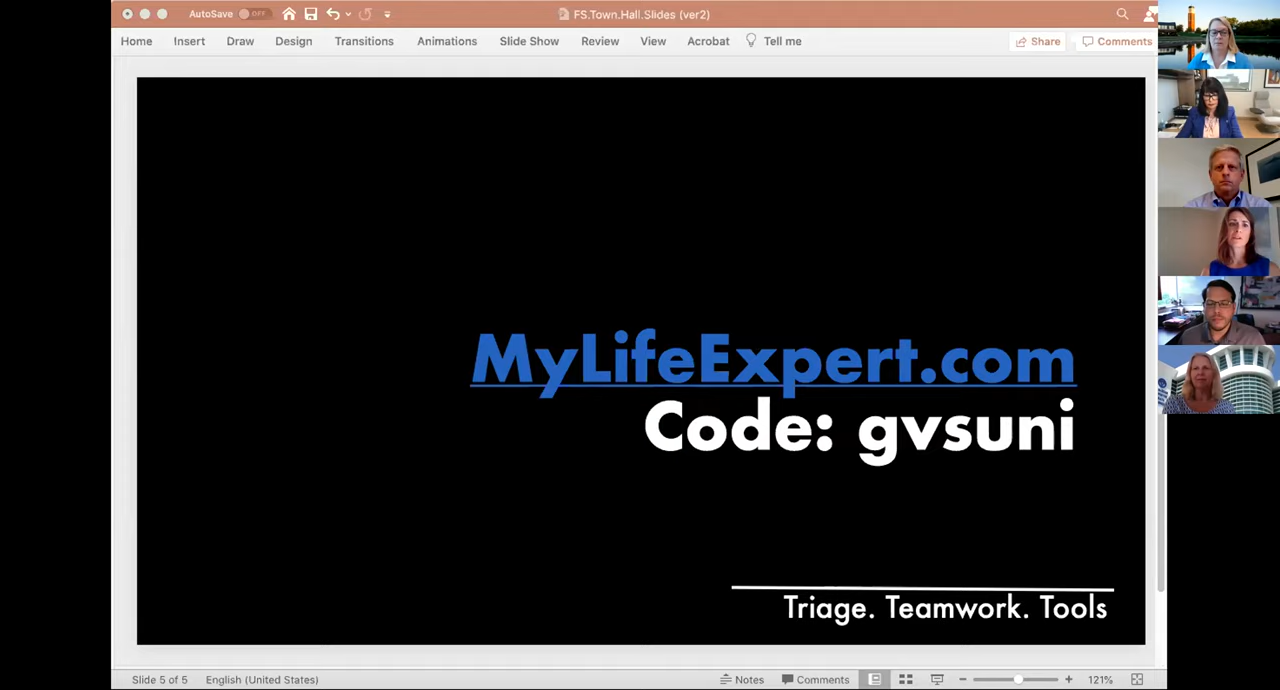 AutoSave OFF
FS.Town.Hall.Slides (ver2)
Home Insert Draw Design Transitions Animations Slide Show Review View Acrobat Tell me Share Comments
MyLifeExpert.com
Code: gvsuni
Triage. Teamwork. Tools
Slide 5 of 5 English (United States) Notes Comments 121%